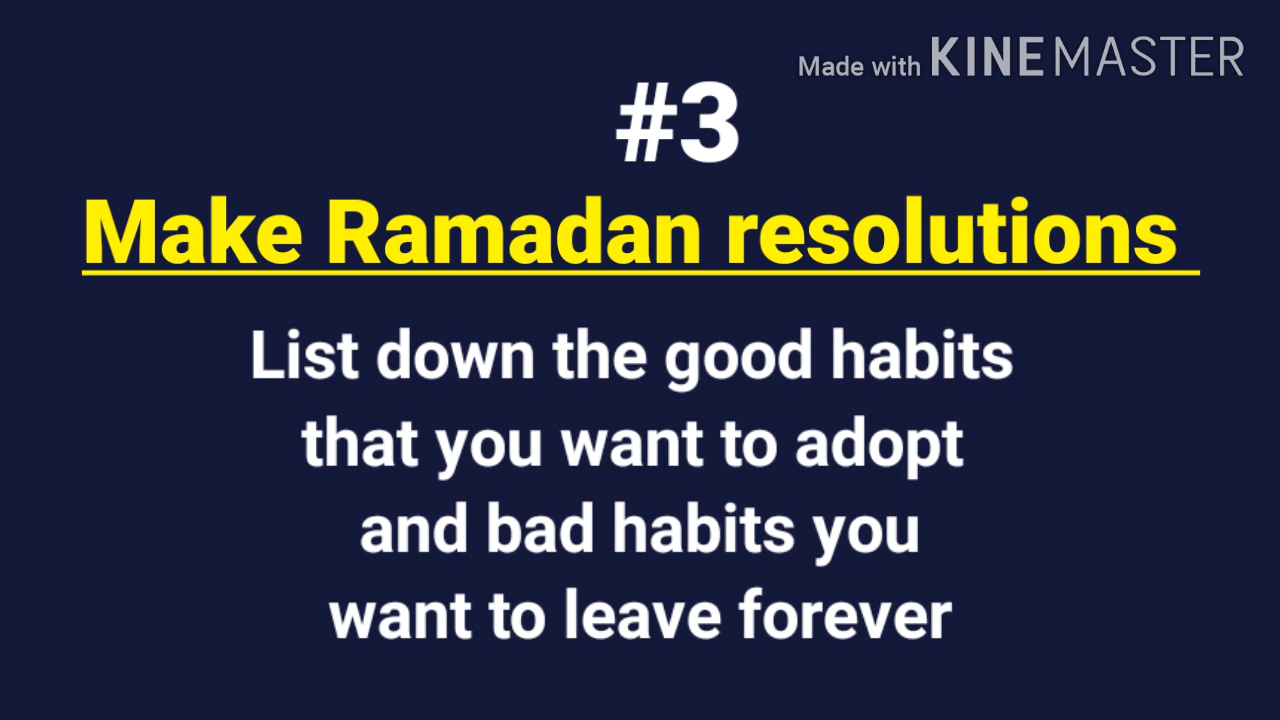 Made with KINEMASTER
#3
Make Ramadan resolutions
List down the good habits
that you want to adopt
and bad habits you
want to leave forever